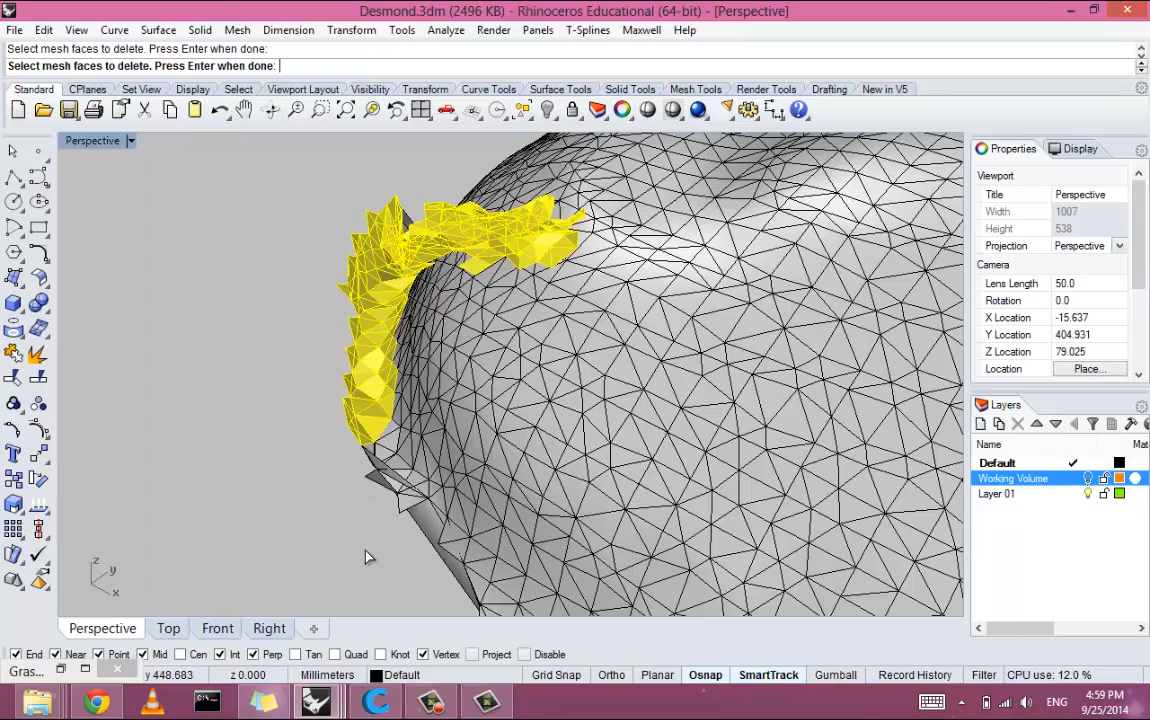 Desmond.3dm (2496 KB) - Rhinoceros Educational (64-bit) - [Perspective]
File Edit View Curve Surface Solid Mesh Dimension Transform Tools Analyze Render Panels T-Splines Maxwell Help
Select mesh faces to delete. Press Enter when done:
Select mesh faces to delete. Press Enter when done:
Standard CPlanes Set View Display Select Viewport Layout Visibility Transform Curve Tools Surface Tools Solid Tools Mesh Tools Render Tools Drafting New in V5
Perspective
Properties Display
Viewport
Title Perspective
Width 1007
Height 538
Projection Perspective
Camera
Lens Length 50.0
Rotation 0.0
X Location -15.637
Y Location 404.931
Z Location 79.025
Location Place...
Layers
Name Mat
Default
Working Volume
Layer 01
z
y
x
Perspective Top Front Right
End Near Point Mid Cen Int Perp Tan Quad Knot Vertex Project Disable
Gras... y 448.683 z 0.000 Millimeters Default Grid Snap Ortho Planar Osnap SmartTrack Gumball Record History Filter CPU use: 12.0 %
ENG
4:59 PM
9/25/2014